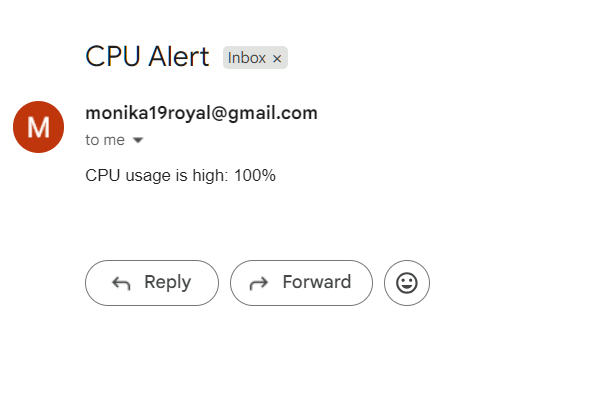 CPU Alert Inbox ×
M
monika19royal@gmail.com
to me
CPU usage is high: 100%
Reply Forward